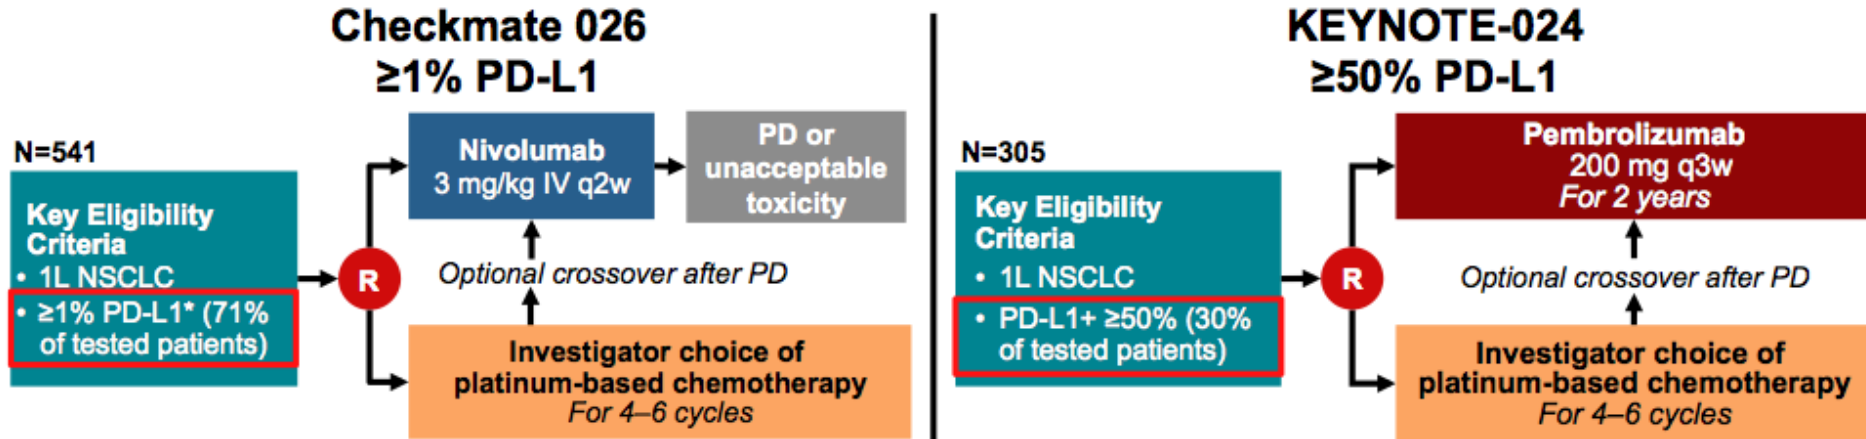 Checkmate 026
≥1% PD-L1
N=541
Key Eligibility
Criteria
• 1L NSCLC
• ≥1% PD-L1* (71%
of tested patients)
R
Nivolumab
3 mg/kg IV q2w
PD or
unacceptable
toxicity
Optional crossover after PD
Investigator choice of
platinum-based chemotherapy
For 4–6 cycles
KEYNOTE-024
≥50% PD-L1
N=305
Key Eligibility
Criteria
• 1L NSCLC
• PD-L1+ ≥50% (30%
of tested patients)
R
Pembrolizumab
200 mg q3w
For 2 years
Optional crossover after PD
Investigator choice of
platinum-based chemotherapy
For 4–6 cycles